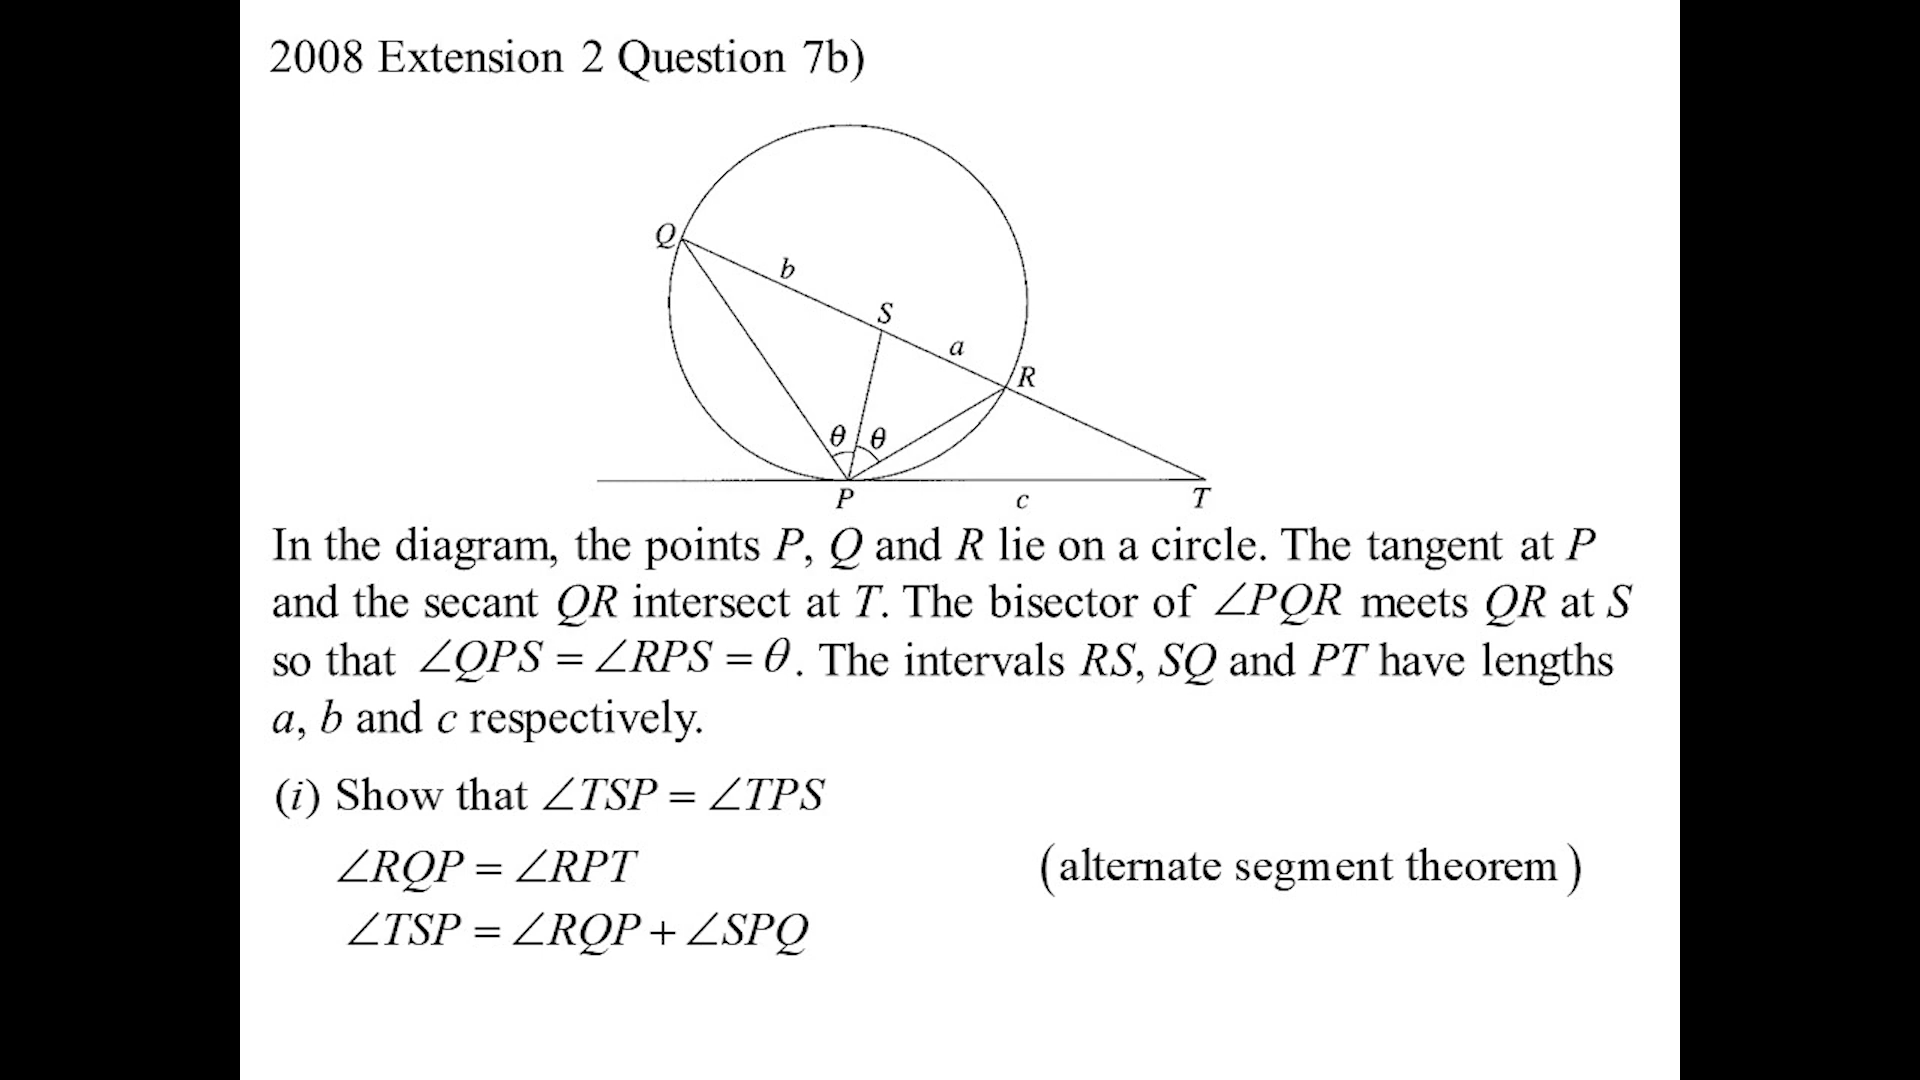 2008 Extension 2 Question 7b)
Q
b
S
a
R
θ θ
P
c
T
In the diagram, the points P, Q and R lie on a circle. The tangent at P
and the secant QR intersect at T. The bisector of ∠PQR meets QR at S
so that ∠QPS = ∠RPS = θ. The intervals RS, SQ and PT have lengths
a, b and c respectively.
(i) Show that ∠TSP = ∠TPS
∠RQP = ∠RPT (alternate segment theorem)
∠TSP = ∠RQP + ∠SPQ